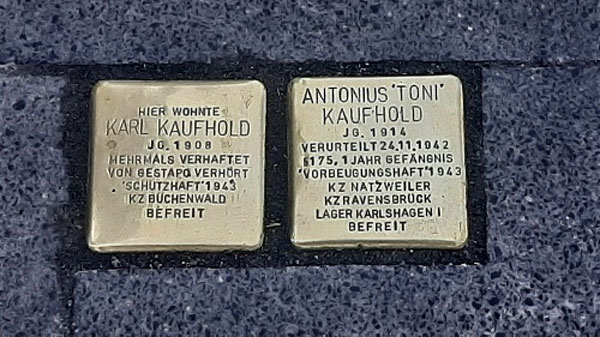 HIER WOHNTE
KARL KAUFHOLD
JG. 1908
MEHRMALS VERHAFTET
VON GESTAPO VERHÖRT
'SCHUTZHAFT' 1943
KZ BUCHENWALD
BEFREIT
ANTONIUS 'TONI'
KAUFHOLD
JG. 1914
VERURTEILT 24.11.1942
§175, 1 JAHR GEFÄNGNIS
'VORBEUGUNGSHAFT' 1943
KZ NATZWEILER
KZ RAVENSBRÜCK
LAGER KARLSHAGEN I
BEFREIT